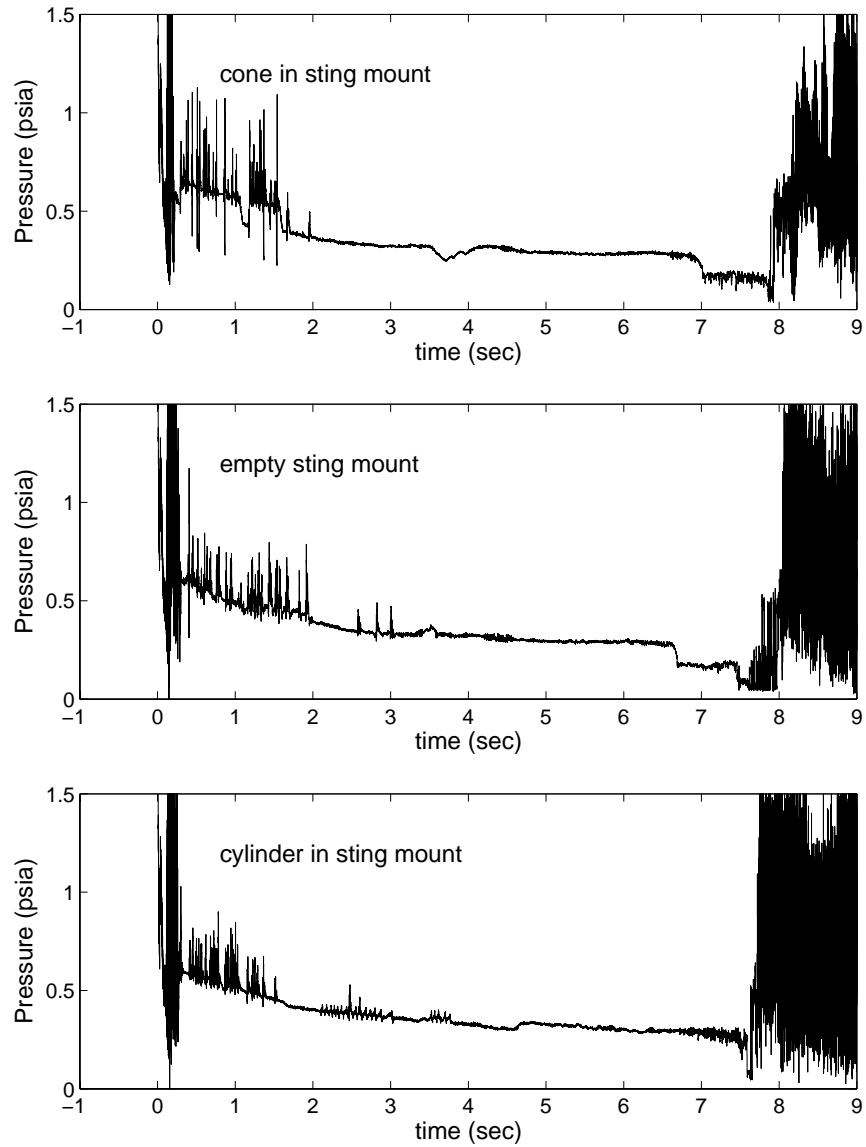 1.5
1
0.5
0
Pressure (psia)
cone in sting mount
−1 0 1 2 3 4 5 6 7 8 9
time (sec)
1.5
1
0.5
0
Pressure (psia)
empty sting mount
−1 0 1 2 3 4 5 6 7 8 9
time (sec)
1.5
1
0.5
0
Pressure (psia)
cylinder in sting mount
−1 0 1 2 3 4 5 6 7 8 9
time (sec)